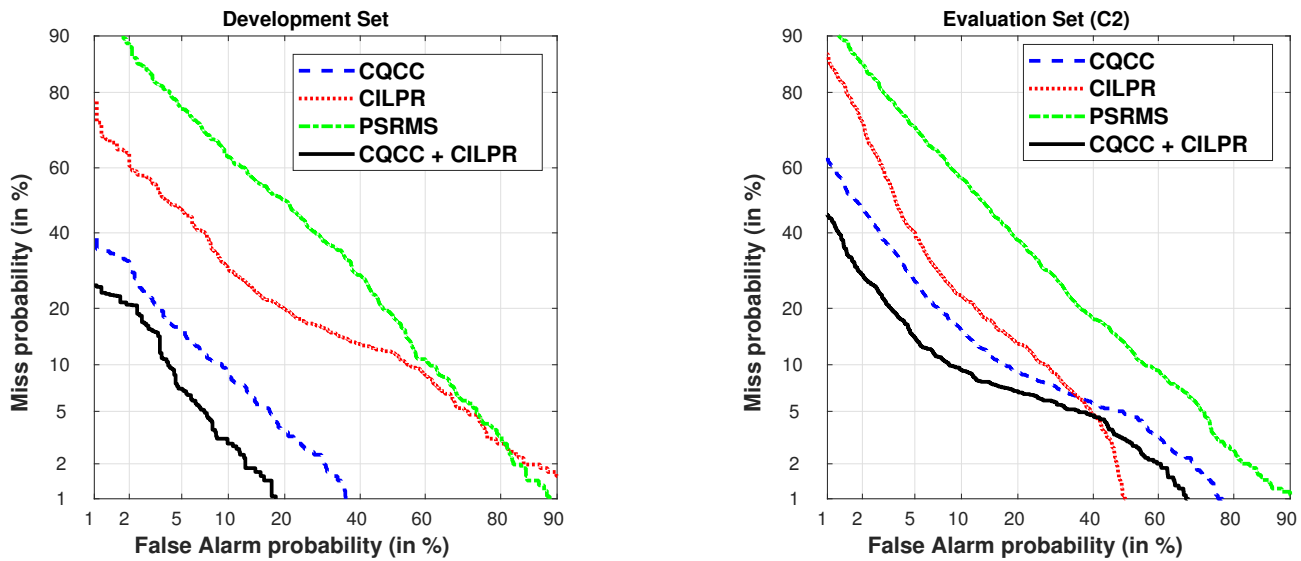 Development Set
90
80
60
40
20
10
5
2
1
1 2 5 10 20 40 60 80 90
Miss probability (in %)
False Alarm probability (in %)
CQCC
CILPR
PSRMS
CQCC + CILPR
Evaluation Set (C2)
90
80
60
40
20
10
5
2
1
1 2 5 10 20 40 60 80 90
Miss probability (in %)
False Alarm probability (in %)
CQCC
CILPR
PSRMS
CQCC + CILPR